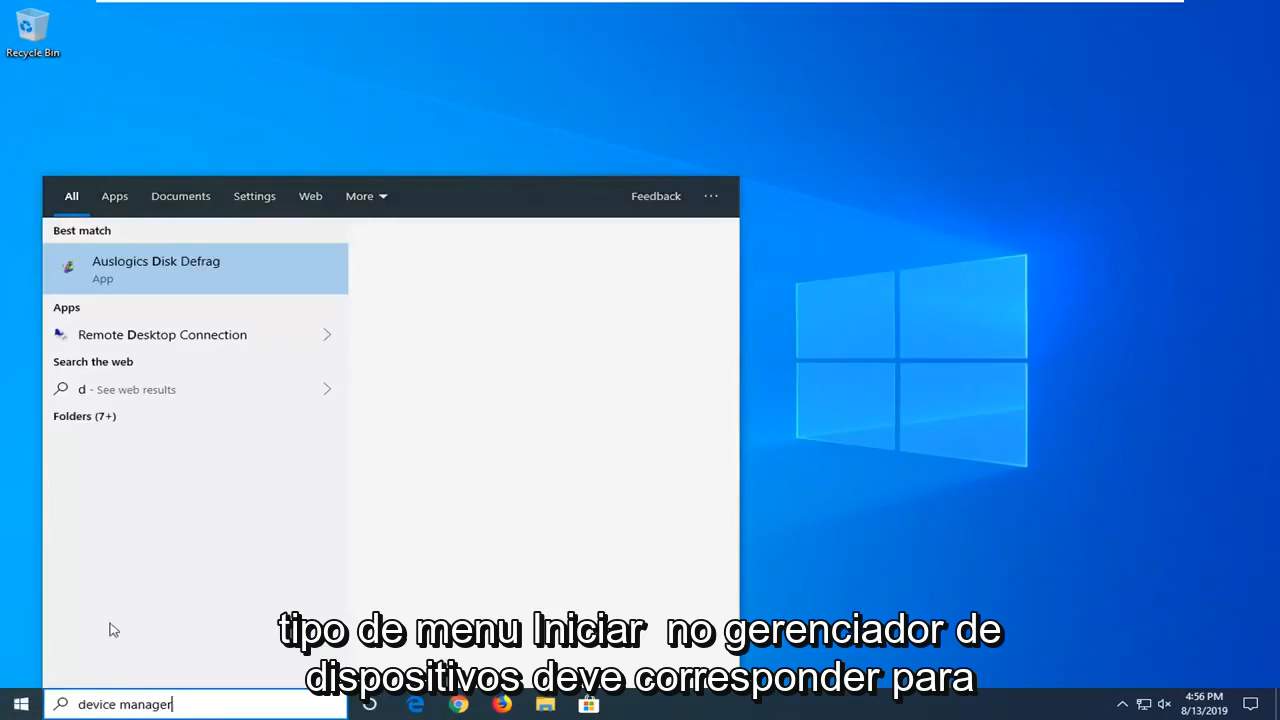 Recycle Bin
All Apps Documents Settings Web More Feedback ...
Best match
Auslogics Disk Defrag
App
Apps
Remote Desktop Connection
Search the web
d - See web results
Folders (7+)
tipo de menu Iniciar no gerenciador de
dispositivos deve corresponder para
device manager
4:56 PM
8/13/2019